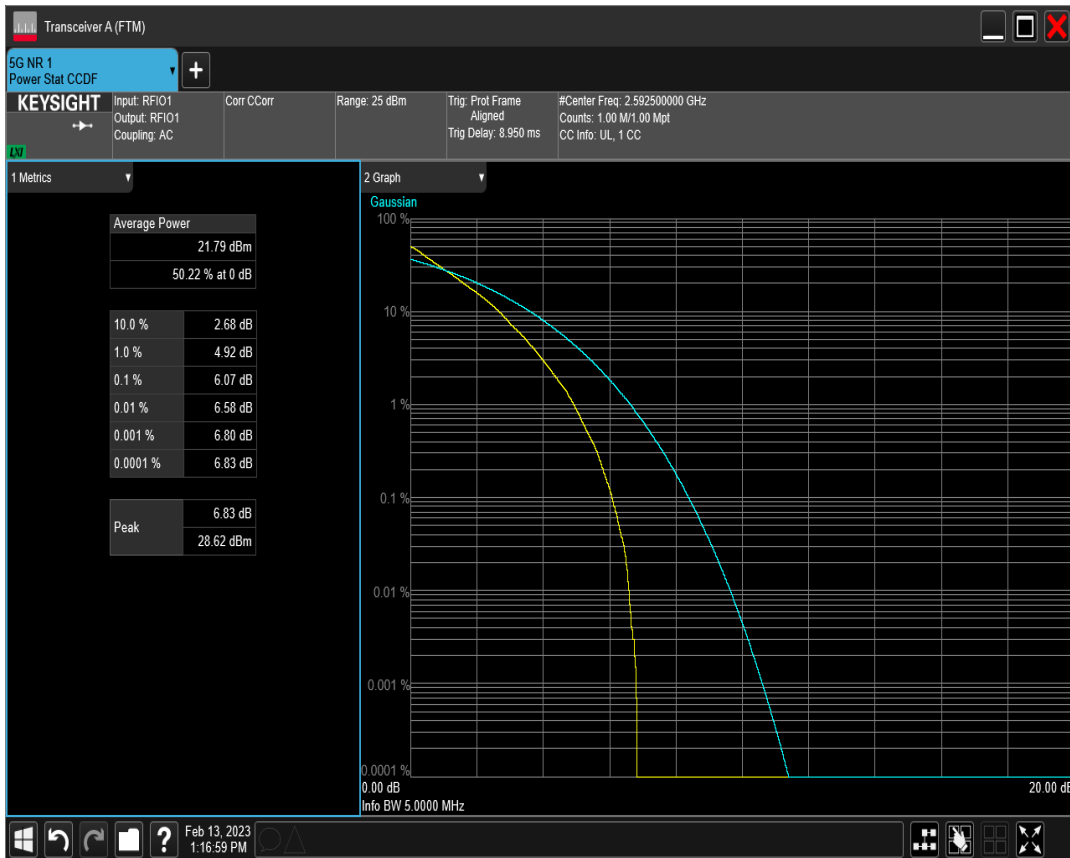 Transceiver A (FTM)
5G NR 1
Power Stat CCDF
+
KEYSIGHT
LXI
Input: RFIO1
Output: RFIO1
Coupling: AC
Corr CCorr
Range: 25 dBm
Trig: Prot Frame
Aligned
Trig Delay: 8.950 ms
#Center Freq: 2.592500000 GHz
Counts: 1.00 M/1.00 Mpt
CC Info: UL, 1 CC
1 Metrics
Average Power
21.79 dBm
50.22 % at 0 dB
10.0 % 2.68 dB
1.0 % 4.92 dB
0.1 % 6.07 dB
0.01 % 6.58 dB
0.001 % 6.80 dB
0.0001 % 6.83 dB
Peak 6.83 dB
28.62 dBm
2 Graph
Gaussian
100 %
10 %
1 %
0.1 %
0.01 %
0.001 %
0.0001 %
0.00 dB 20.00 dB
Info BW 5.0000 MHz
?
Feb 13, 2023
1:16:59 PM